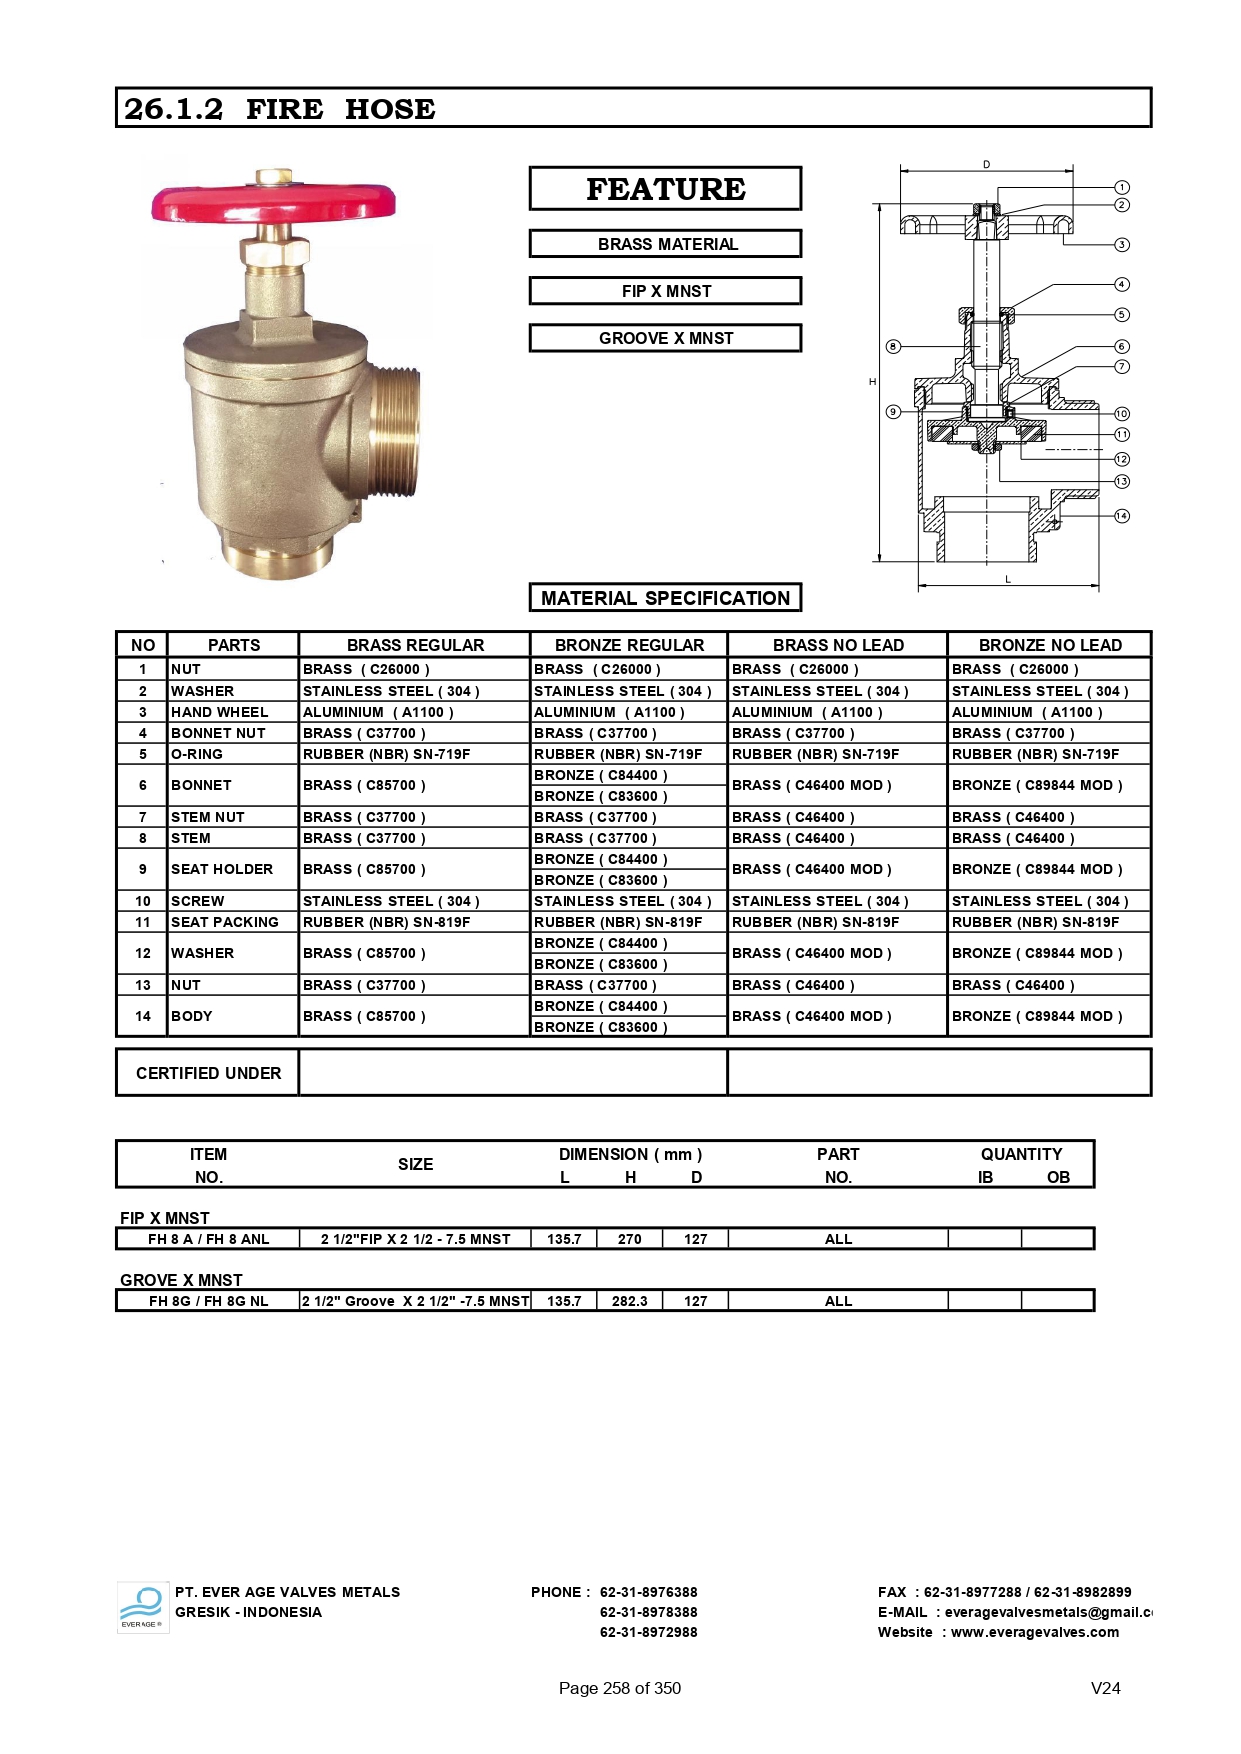 26.1.2 FIRE HOSE
FEATURE
BRASS MATERIAL
FIP X MNST
GROOVE X MNST
D
1
2
3
4
5
8
6
H
7
9
10
11
12
13
14
L
MATERIAL SPECIFICATION
NO PARTS BRASS REGULAR BRONZE REGULAR BRASS NO LEAD BRONZE NO LEAD
1 NUT BRASS ( C26000 ) BRASS ( C26000 ) BRASS ( C26000 ) BRASS ( C26000 )
2 WASHER STAINLESS STEEL ( 304 ) STAINLESS STEEL ( 304 ) STAINLESS STEEL ( 304 ) STAINLESS STEEL ( 304 )
3 HAND WHEEL ALUMINIUM ( A1100 ) ALUMINIUM ( A1100 ) ALUMINIUM ( A1100 ) ALUMINIUM ( A1100 )
4 BONNET NUT BRASS ( C37700 ) BRASS ( C37700 ) BRASS ( C37700 ) BRASS ( C37700 )
5 O-RING RUBBER (NBR) SN-719F RUBBER (NBR) SN-719F RUBBER (NBR) SN-719F RUBBER (NBR) SN-719F
BRONZE ( C84400 )
6 BONNET BRASS ( C85700 ) BRASS ( C46400 MOD ) BRONZE ( C89844 MOD )
BRONZE ( C83600 )
7 STEM NUT BRASS ( C37700 ) BRASS ( C37700 ) BRASS ( C46400 ) BRASS ( C46400 )
8 STEM BRASS ( C37700 ) BRASS ( C37700 ) BRASS ( C46400 ) BRASS ( C46400 )
BRONZE ( C84400 )
9 SEAT HOLDER BRASS ( C85700 ) BRASS ( C46400 MOD ) BRONZE ( C89844 MOD )
BRONZE ( C83600 )
10 SCREW STAINLESS STEEL ( 304 ) STAINLESS STEEL ( 304 ) STAINLESS STEEL ( 304 ) STAINLESS STEEL ( 304 )
11 SEAT PACKING RUBBER (NBR) SN-819F RUBBER (NBR) SN-819F RUBBER (NBR) SN-819F RUBBER (NBR) SN-819F
BRONZE ( C84400 )
12 WASHER BRASS ( C85700 ) BRASS ( C46400 MOD ) BRONZE ( C89844 MOD )
BRONZE ( C83600 )
13 NUT BRASS ( C37700 ) BRASS ( C37700 ) BRASS ( C46400 ) BRASS ( C46400 )
BRONZE ( C84400 )
14 BODY BRASS ( C85700 ) BRASS ( C46400 MOD ) BRONZE ( C89844 MOD )
BRONZE ( C83600 )
CERTIFIED UNDER
ITEM SIZE DIMENSION ( mm ) PART QUANTITY
NO. L H D NO. IB OB
FIP X MNST
FH 8 A / FH 8 ANL 2 1/2"FIP X 2 1/2 - 7.5 MNST 135.7 270 127 ALL
GROVE X MNST
FH 8G / FH 8G NL 2 1/2" Groove X 2 1/2" -7.5 MNST 135.7 282.3 127 ALL
EVER AGE ®
PT. EVER AGE VALVES METALS PHONE : 62-31-8976388 FAX : 62-31-8977288 / 62-31-8982899
GRESIK - INDONESIA 62-31-8978388 E-MAIL : everagevalvesmetals@gmail.c
62-31-8972988 Website : www.everagevalves.com
Page 258 of 350 V24